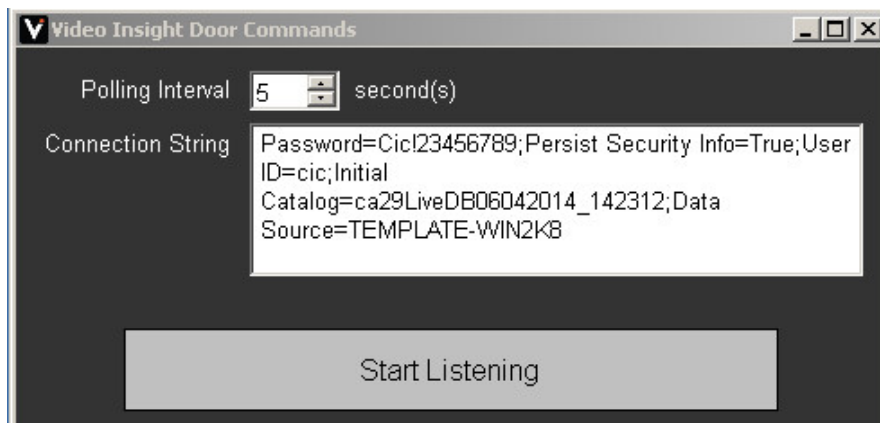 Video Insight Door Commands
Polling Interval 5 second(s)
Connection String Password=Cic!23456789;Persist Security Info=True;User
ID=cic;Initial
Catalog=ca29LiveDB06042014_142312;Data
Source=TEMPLATE-WIN2K8
Start Listening